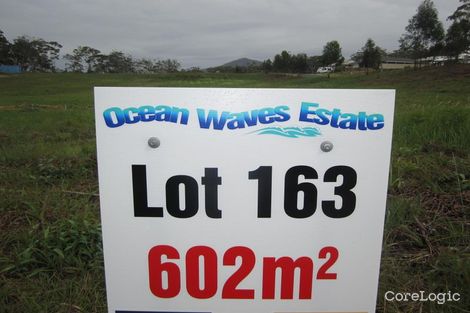 Ocean Waves Estate
Lot 163
602m²
CoreLogic